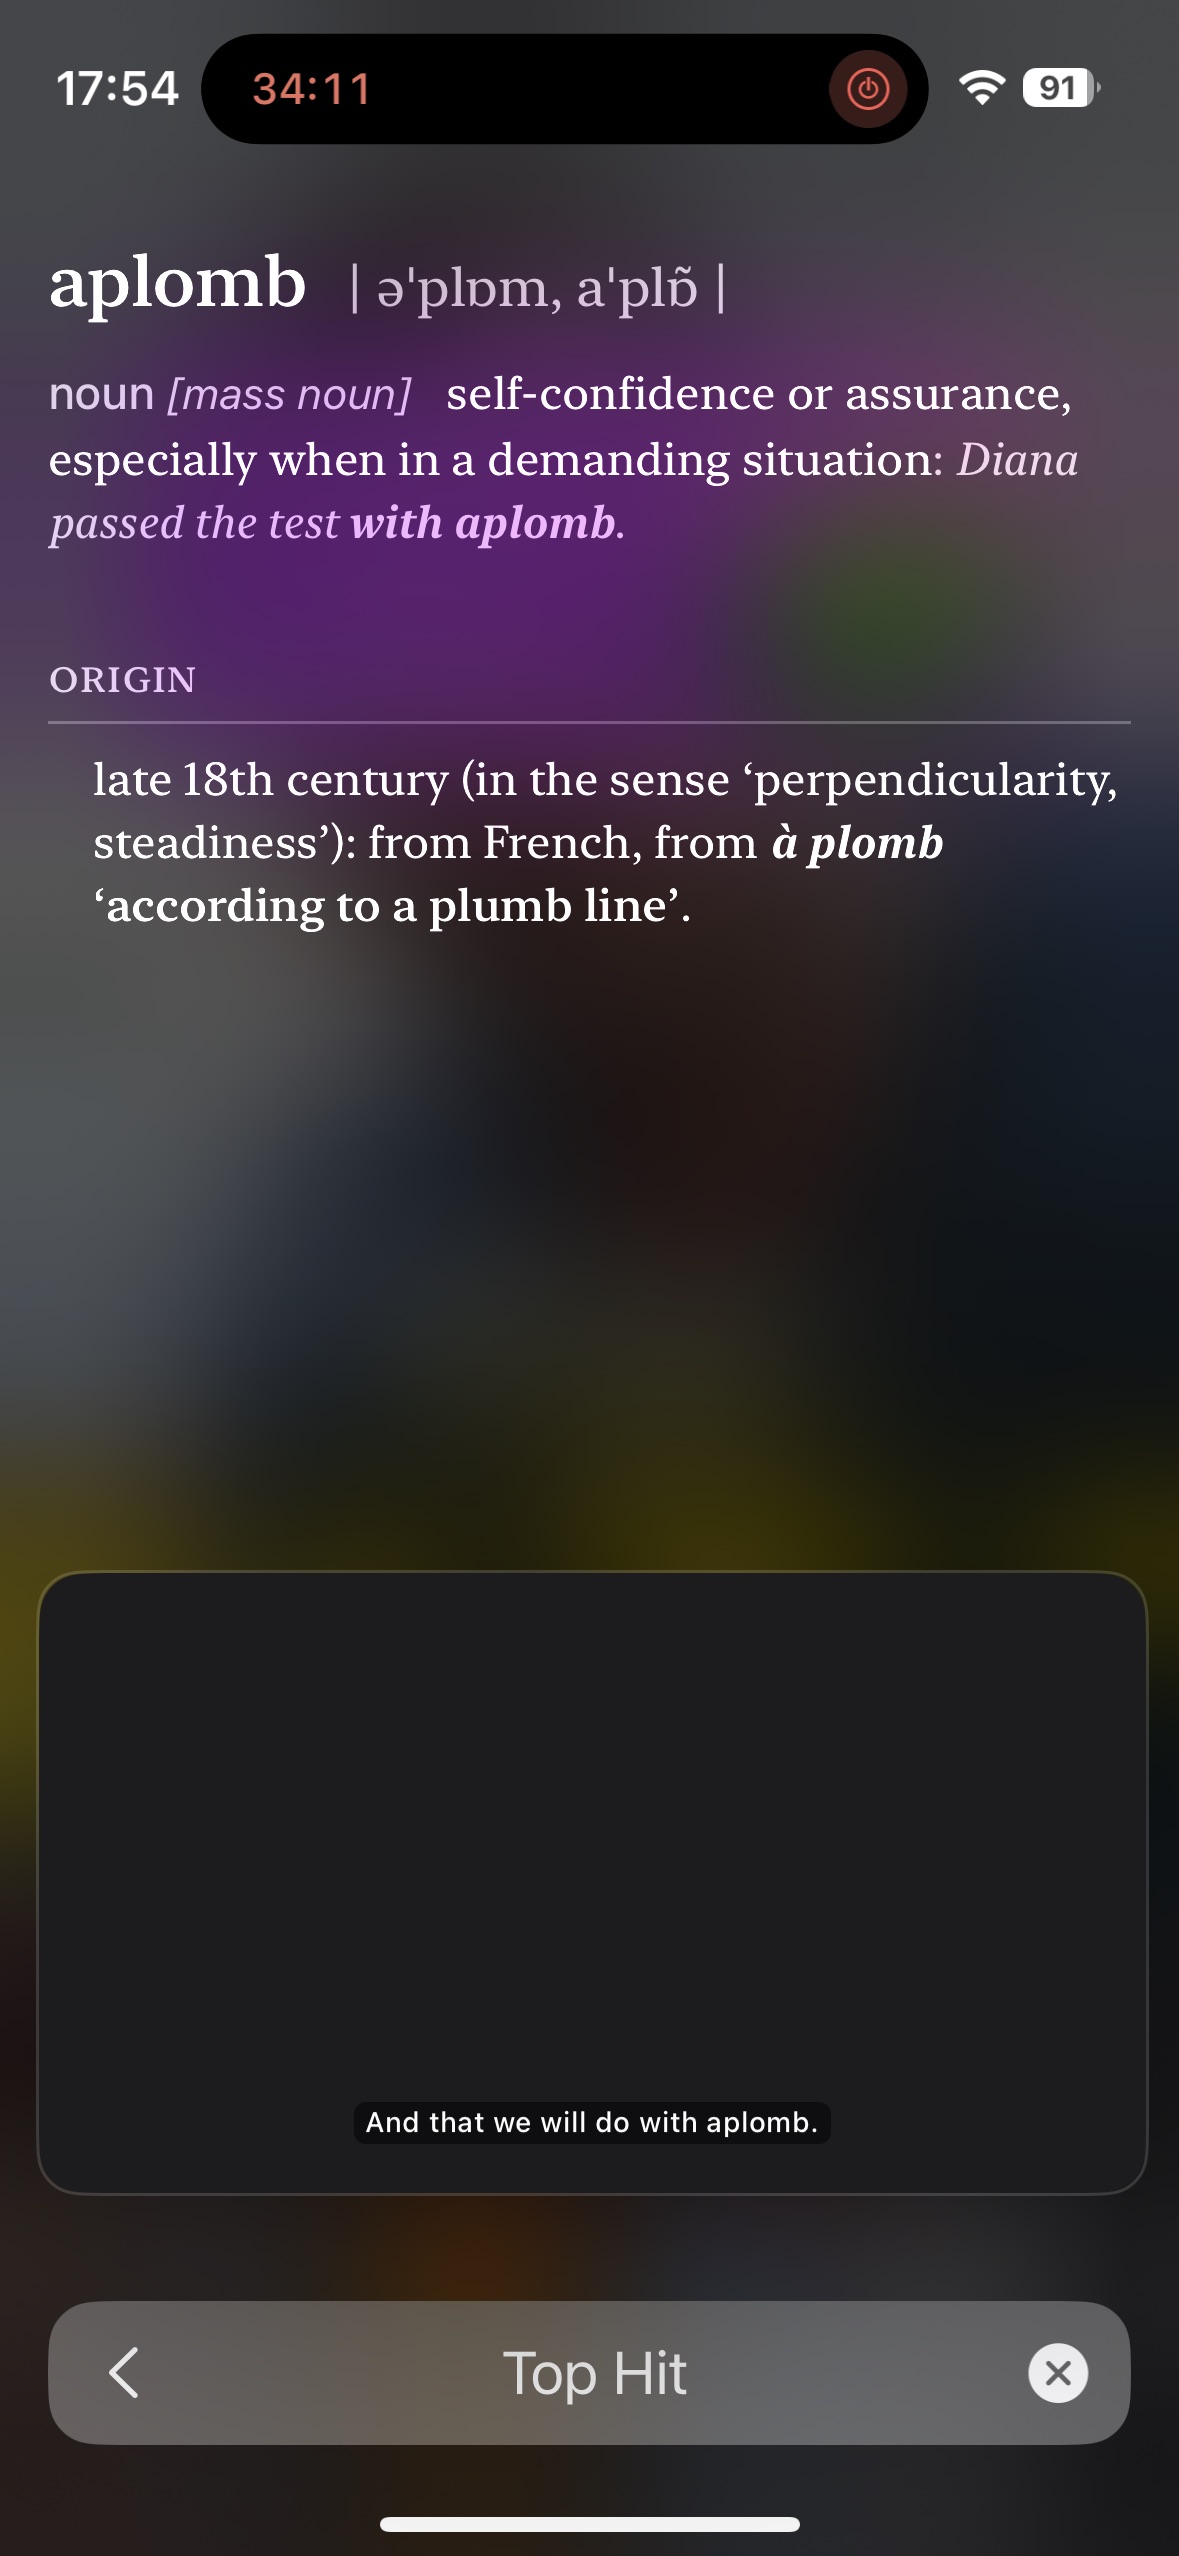 17:54
34:11
91
aplomb | ə'plɒm, a'plɒ̃ |
noun [mass noun] self-confidence or assurance,
especially when in a demanding situation: Diana
passed the test with aplomb.
ORIGIN
late 18th century (in the sense ‘perpendicularity,
steadiness’): from French, from à plomb
‘according to a plumb line’.
And that we will do with aplomb.
Top Hit